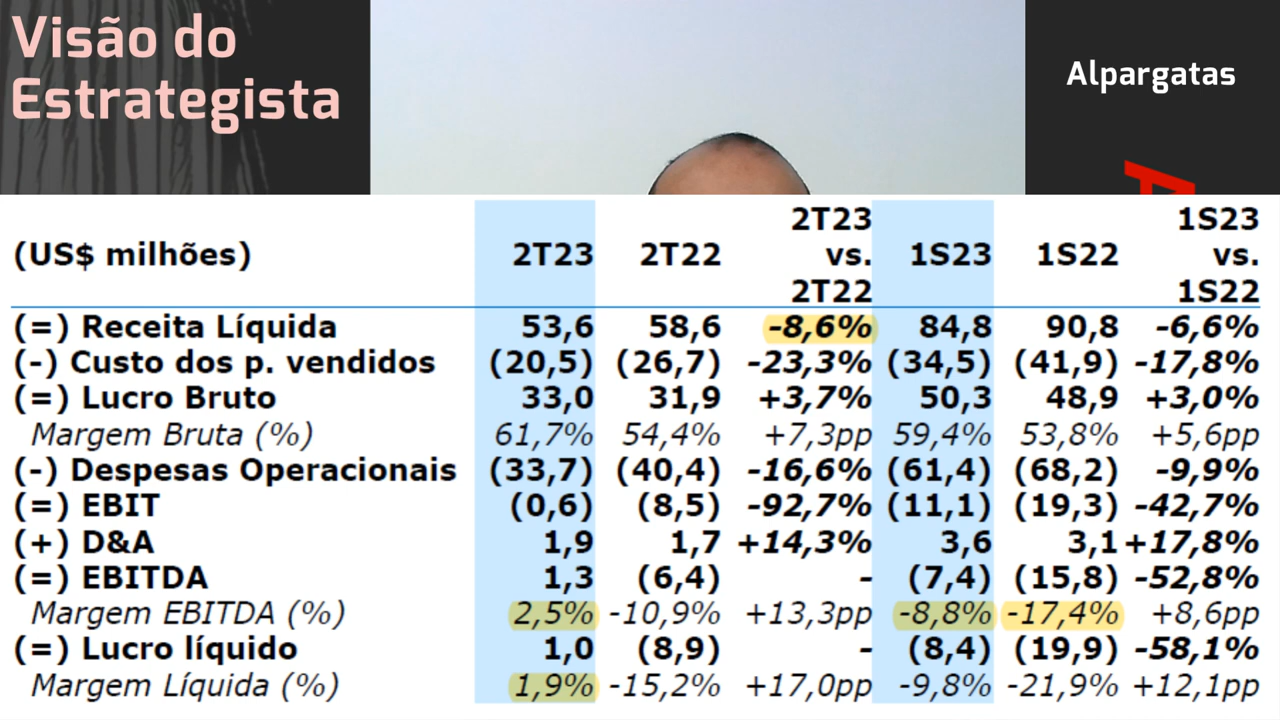 Visão do
Estrategista
Alpargatas
(US$ milhões) 2T23 2T22 2T23 vs. 2T22 1S23 1S22 1S23 vs. 1S22
(=) Receita Líquida 53,6 58,6 -8,6% 84,8 90,8 -6,6%
(-) Custo dos p. vendidos (20,5) (26,7) -23,3% (34,5) (41,9) -17,8%
(=) Lucro Bruto 33,0 31,9 +3,7% 50,3 48,9 +3,0%
Margem Bruta (%) 61,7% 54,4% +7,3pp 59,4% 53,8% +5,6pp
(-) Despesas Operacionais (33,7) (40,4) -16,6% (61,4) (68,2) -9,9%
(=) EBIT (0,6) (8,5) -92,7% (11,1) (19,3) -42,7%
(+) D&A 1,9 1,7 +14,3% 3,6 3,1 +17,8%
(=) EBITDA 1,3 (6,4) - (7,4) (15,8) -52,8%
Margem EBITDA (%) 2,5% -10,9% +13,3pp -8,8% -17,4% +8,6pp
(=) Lucro líquido 1,0 (8,9) - (8,4) (19,9) -58,1%
Margem Líquida (%) 1,9% -15,2% +17,0pp -9,8% -21,9% +12,1pp